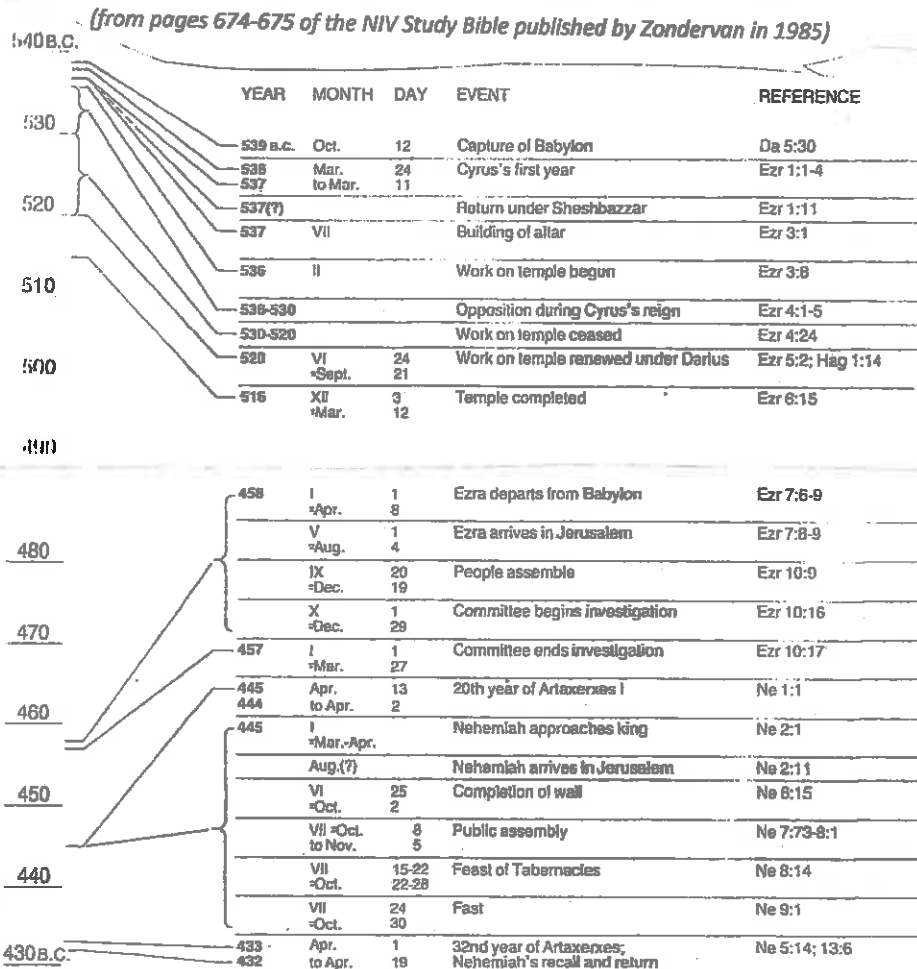 (from pages 674-675 of the NIV Study Bible published by Zondervan in 1985)
540 B.C.
YEAR MONTH DAY EVENT REFERENCE
539 B.C. Oct. 12 Capture of Babylon Da 5:30
530
538 Mar. 24 Cyrus's first year Ezr 1:1-4
537 to Mar. 11
520
537(?) Return under Sheshbazzar Ezr 1:11
537 VII Building of altar Ezr 3:1
536 II Work on temple begun Ezr 3:8
510
536-530 Opposition during Cyrus's reign Ezr 4:1-5
530-520 Work on temple ceased Ezr 4:24
520 VI 24 Work on temple renewed under Darius Ezr 5:2; Hag 1:14
500
=Sept. 21
516 XII 3 Temple completed Ezr 6:15
=Mar. 12
490
458 I 1 Ezra departs from Babylon Ezr 7:6-9
=Apr. 8
V 1 Ezra arrives in Jerusalem Ezr 7:8-9
480
=Aug. 4
IX 20 People assemble Ezr 10:9
=Dec. 19
X 1 Committee begins investigation Ezr 10:16
=Dec. 29
470
457 I 1 Committee ends investigation Ezr 10:17
=Mar. 27
445 Apr. 13 20th year of Artaxerxes I Ne 1:1
444 to Apr. 2
460
445 I Nehemiah approaches king Ne 2:1
=Mar.-Apr.
Aug.(?) Nehemiah arrives in Jerusalem Ne 2:11
450
VI 25 Completion of wall Ne 6:15
=Oct. 2
VII =Oct. 8 Public assembly Ne 7:73-8:1
to Nov. 5
VII 15-22 Feast of Tabernacles Ne 8:14
440
=Oct. 22-28
VII 24 Fast Ne 9:1
=Oct. 30
433 Apr. 1 32nd year of Artaxerxes; Ne 5:14; 13:6
430 B.C.
432 to Apr. 19 Nehemiah's recall and return